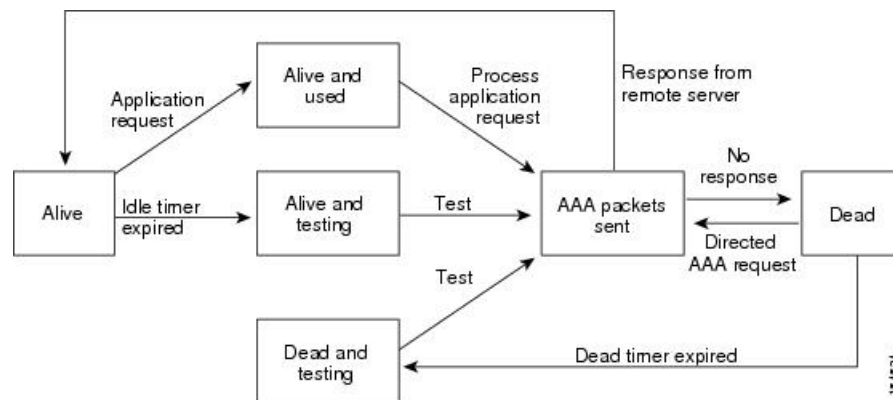 Alive and
used
Process
application
request
Response from
remote server
Application
request
No
response
Alive
Idle timer
expired
Alive and
testing
Test
AAA packets
sent
Dead
Directed
AAA request
Test
Dead and
testing
Dead timer expired